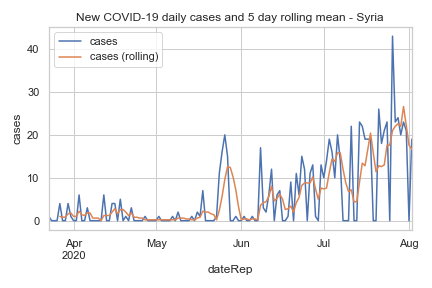 New COVID-19 daily cases and 5 day rolling mean - Syria
cases
cases (rolling)
cases
40
30
20
10
0
Apr
2020
May
Jun
Jul
Aug
dateRep